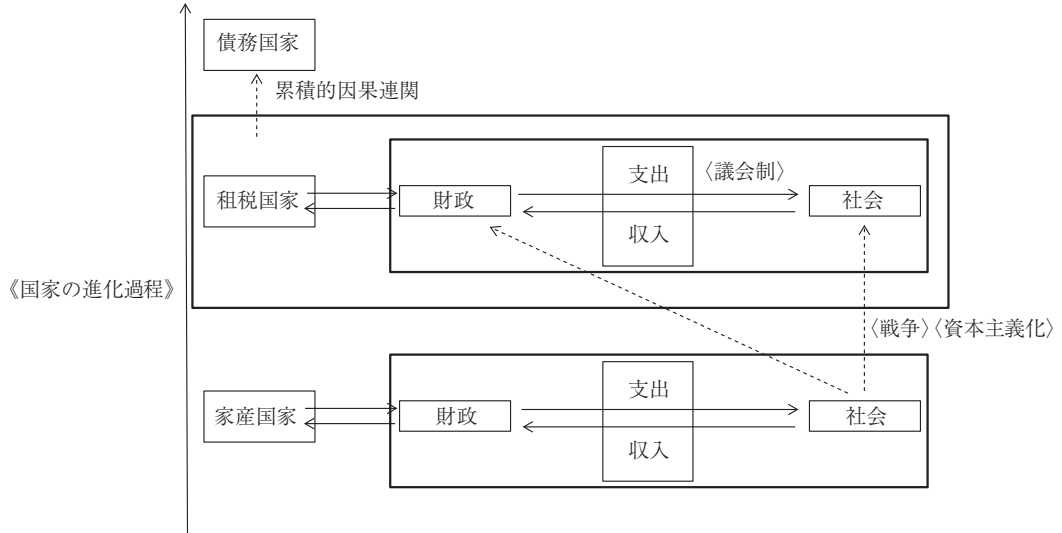 債務国家
累積的因果連関
支出
〈議会制〉
租税国家
財政
社会
収入
《国家の進化過程》
〈戦争〉〈資本主義化〉
支出
家産国家
財政
社会
収入